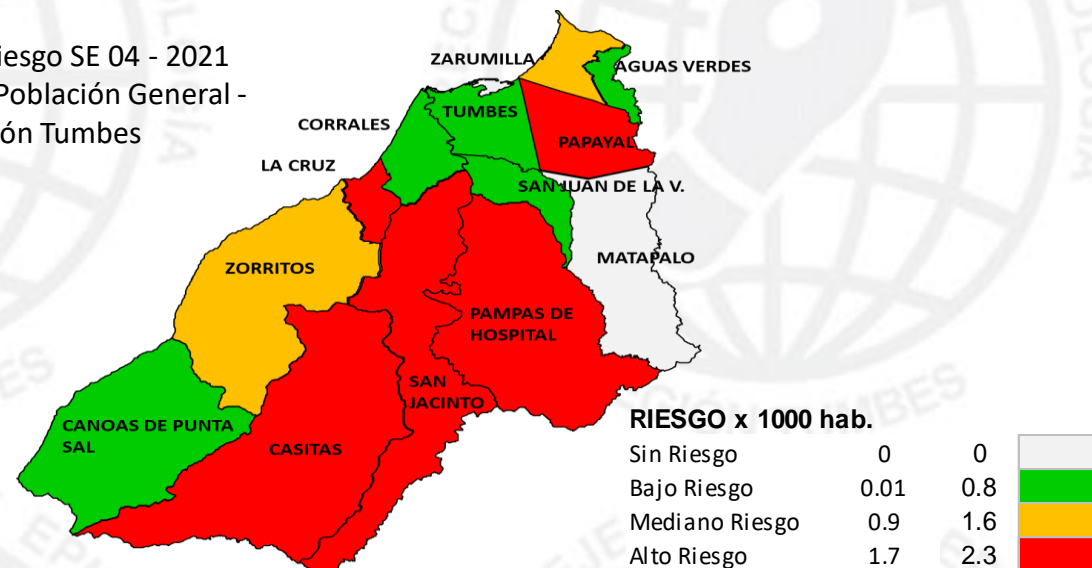 iesgo SE 04 - 2021
Población General -
ón Tumbes
ZARUMILLA
AGUAS VERDES
TUMBES
CORRALES
PAPAYAL
LA CRUZ
SAN JUAN DE LA V.
MATAPALO
ZORRITOS
PAMPAS DE
HOSPITAL
SAN
JACINTO
CANOAS DE PUNTA
SAL
CASITAS
RIESGO x 1000 hab.
Sin Riesgo 0 0
Bajo Riesgo 0.01 0.8
Mediano Riesgo 0.9 1.6
Alto Riesgo 1.7 2.3